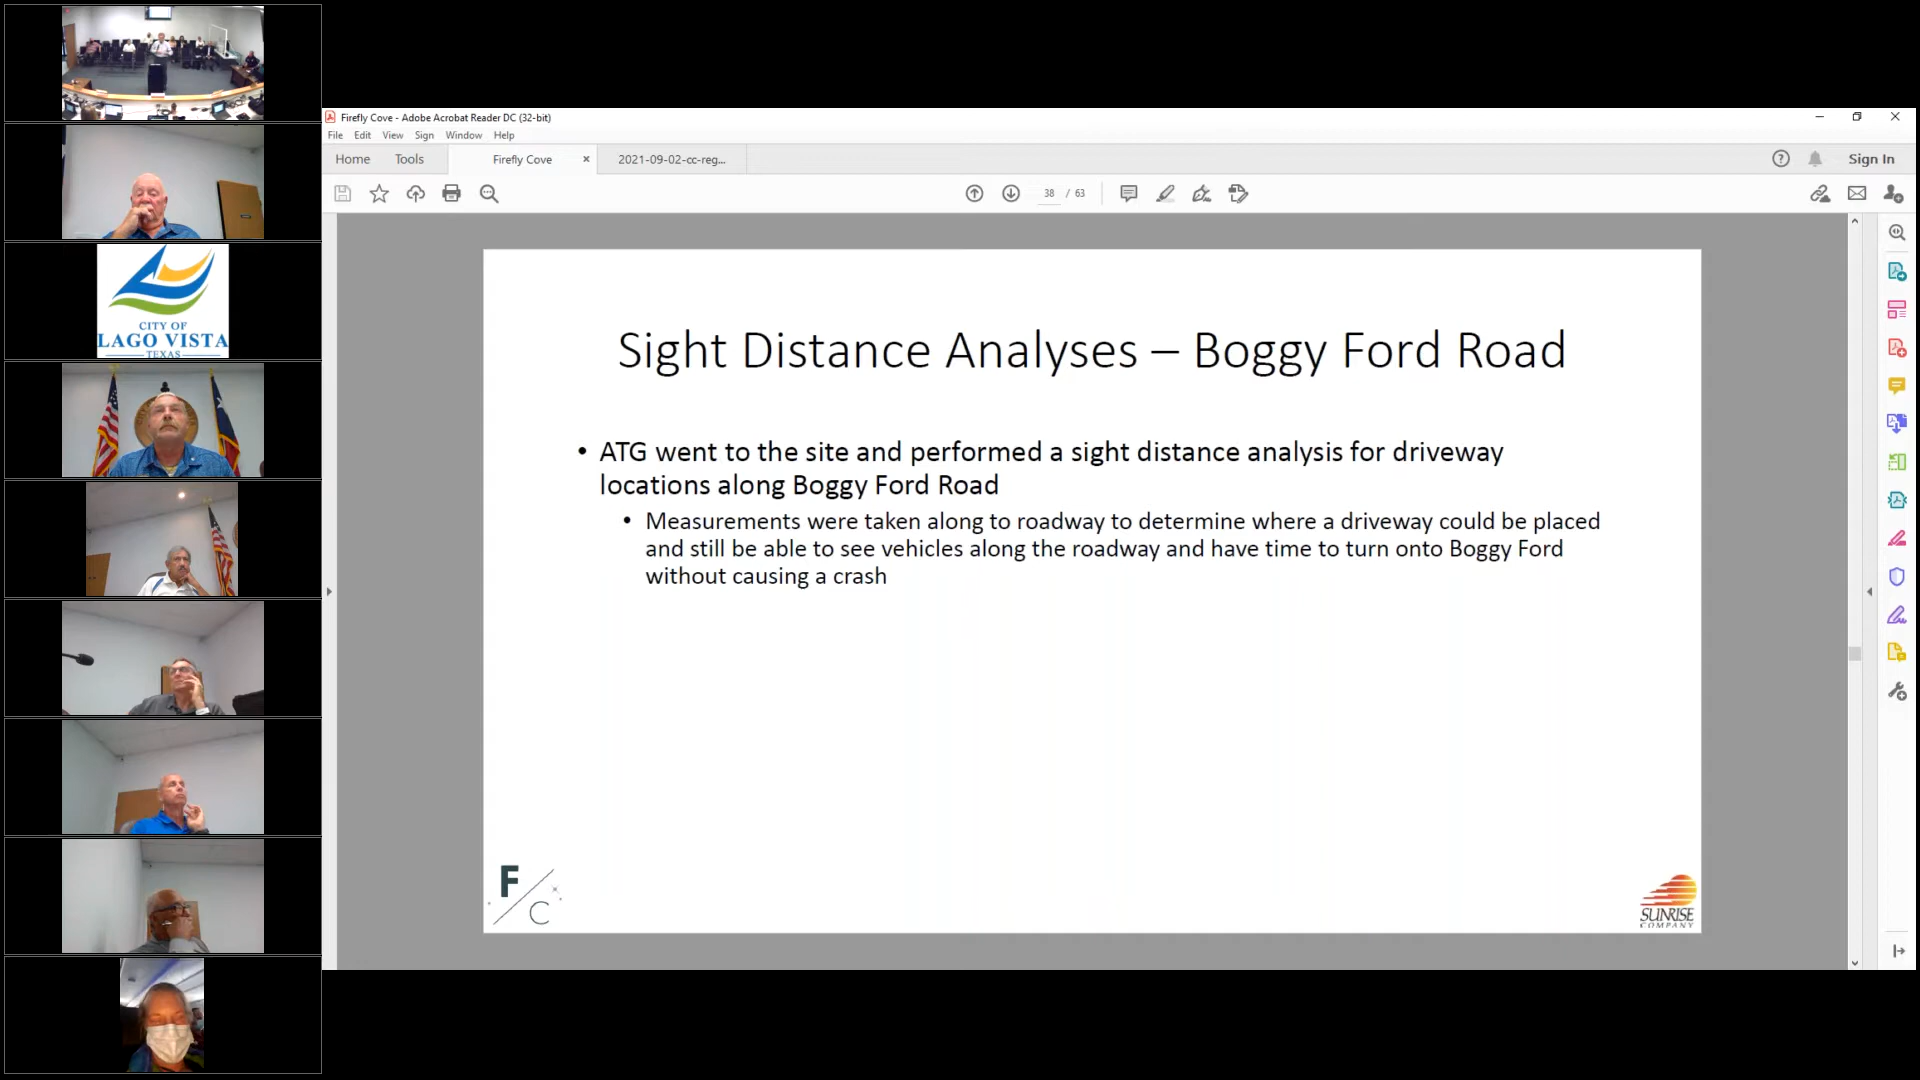 CITY OF
LAGO VISTA
TEXAS
Firefly Cove - Adobe Acrobat Reader DC (32-bit)
File Edit View Sign Window Help
Home Tools Firefly Cove 2021-09-02-cc-reg...
Sign In
38 / 63
Sight Distance Analyses – Boggy Ford Road
• ATG went to the site and performed a sight distance analysis for driveway
locations along Boggy Ford Road
• Measurements were taken along to roadway to determine where a driveway could be placed
and still be able to see vehicles along the roadway and have time to turn onto Boggy Ford
without causing a crash
F
C
SUNRISE
COMPANY